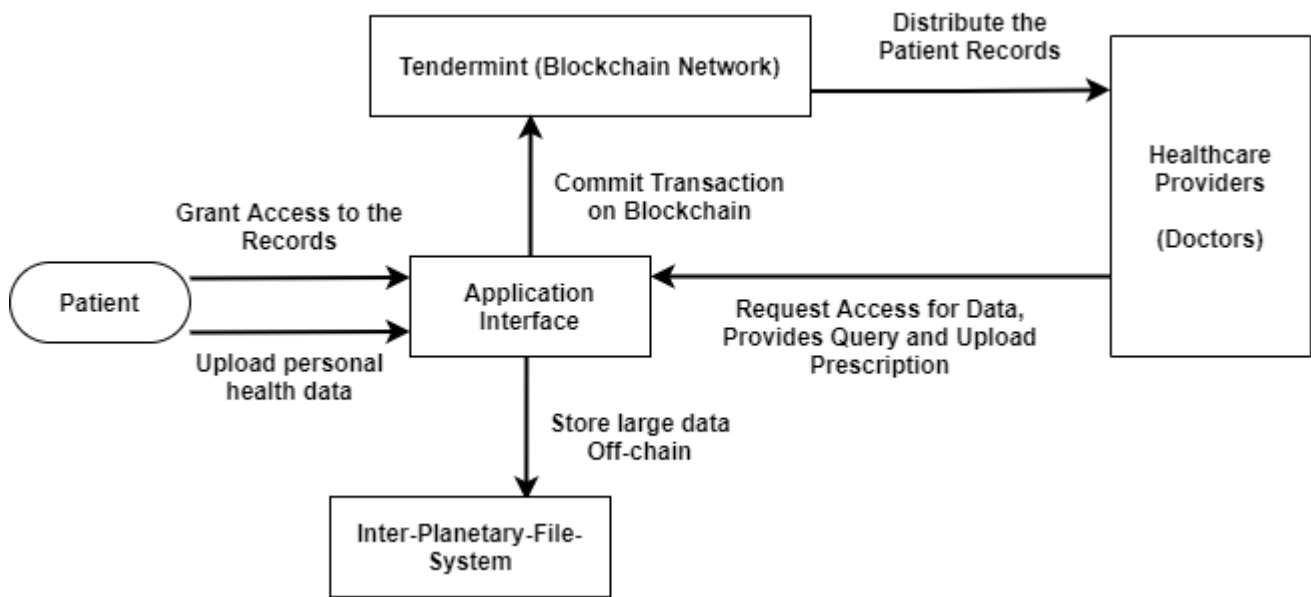 Distribute the
Patient Records
Tendermint (Blockchain Network)
Healthcare
Providers
(Doctors)
Commit Transaction
on Blockchain
Grant Access to the
Records
Patient
Application
Interface
Request Access for Data,
Provides Query and Upload
Prescription
Upload personal
health data
Store large data
Off-chain
Inter-Planetary-File-
System